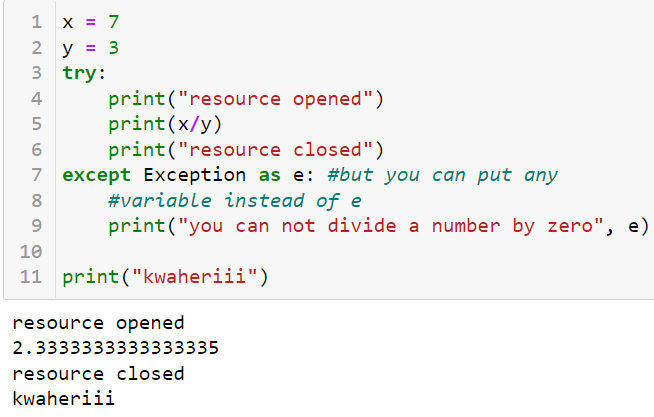 1 x = 7
2 y = 3
3 try:
4     print("resource opened")
5     print(x/y)
6     print("resource closed")
7 except Exception as e: #but you can put any
8     #variable instead of e
9     print("you can not divide a number by zero", e)
10
11 print("kwaheriii")
resource opened
2.3333333333333335
resource closed
kwaheriii